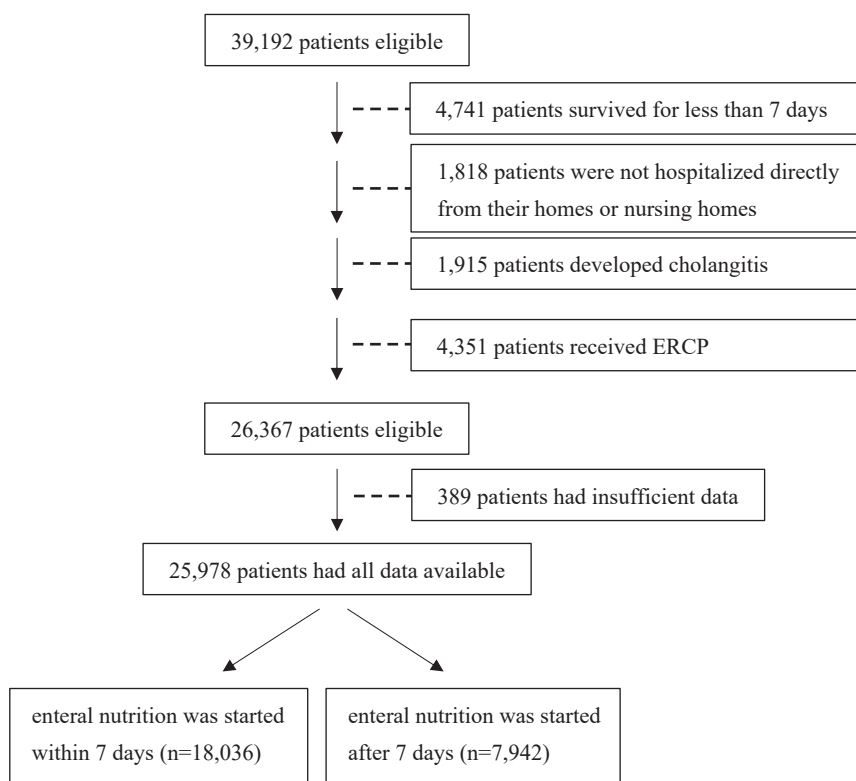 39,192 patients eligible
4,741 patients survived for less than 7 days
1,818 patients were not hospitalized directly
from their homes or nursing homes
1,915 patients developed cholangitis
4,351 patients received ERCP
26,367 patients eligible
389 patients had insufficient data
25,978 patients had all data available
enteral nutrition was started
within 7 days (n=18,036)
enteral nutrition was started
after 7 days (n=7,942)